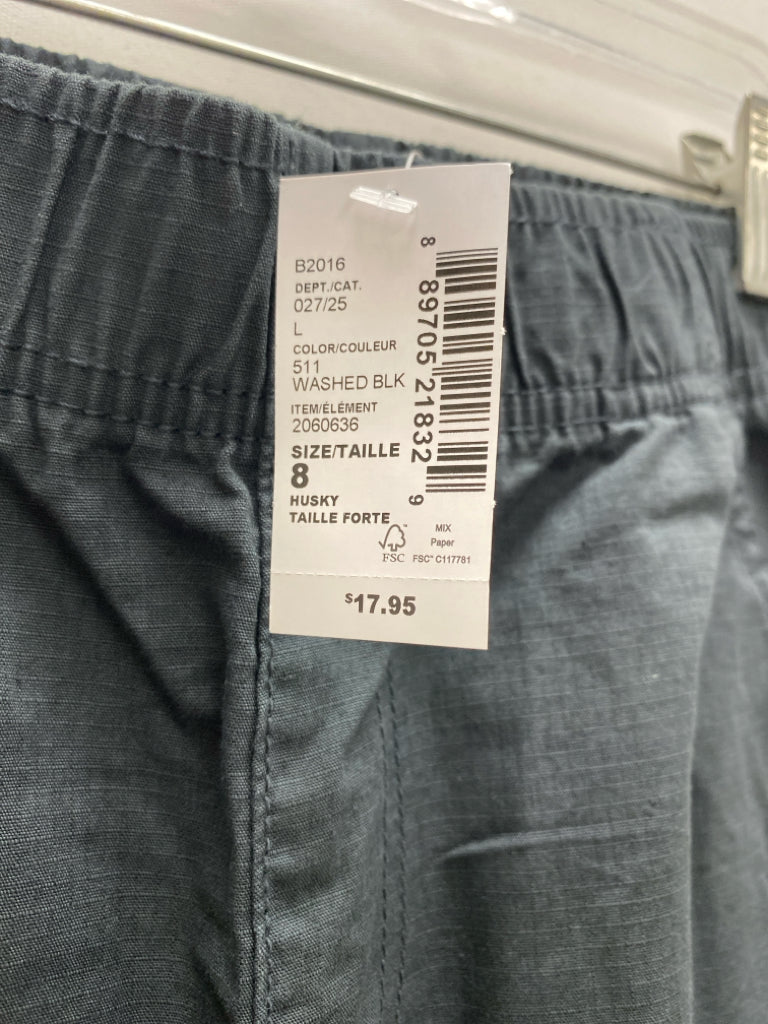 B2016
DEPT./CAT.
027/25
L
COLOR/COULEUR
511
WASHED BLK
ITEM/ÉLÉMENT
2060636
SIZE/TAILLE
8
HUSKY
TAILLE FORTE
8 89705 21832 9
FSC
MIX
Paper
FSC™ C117781
$17.95